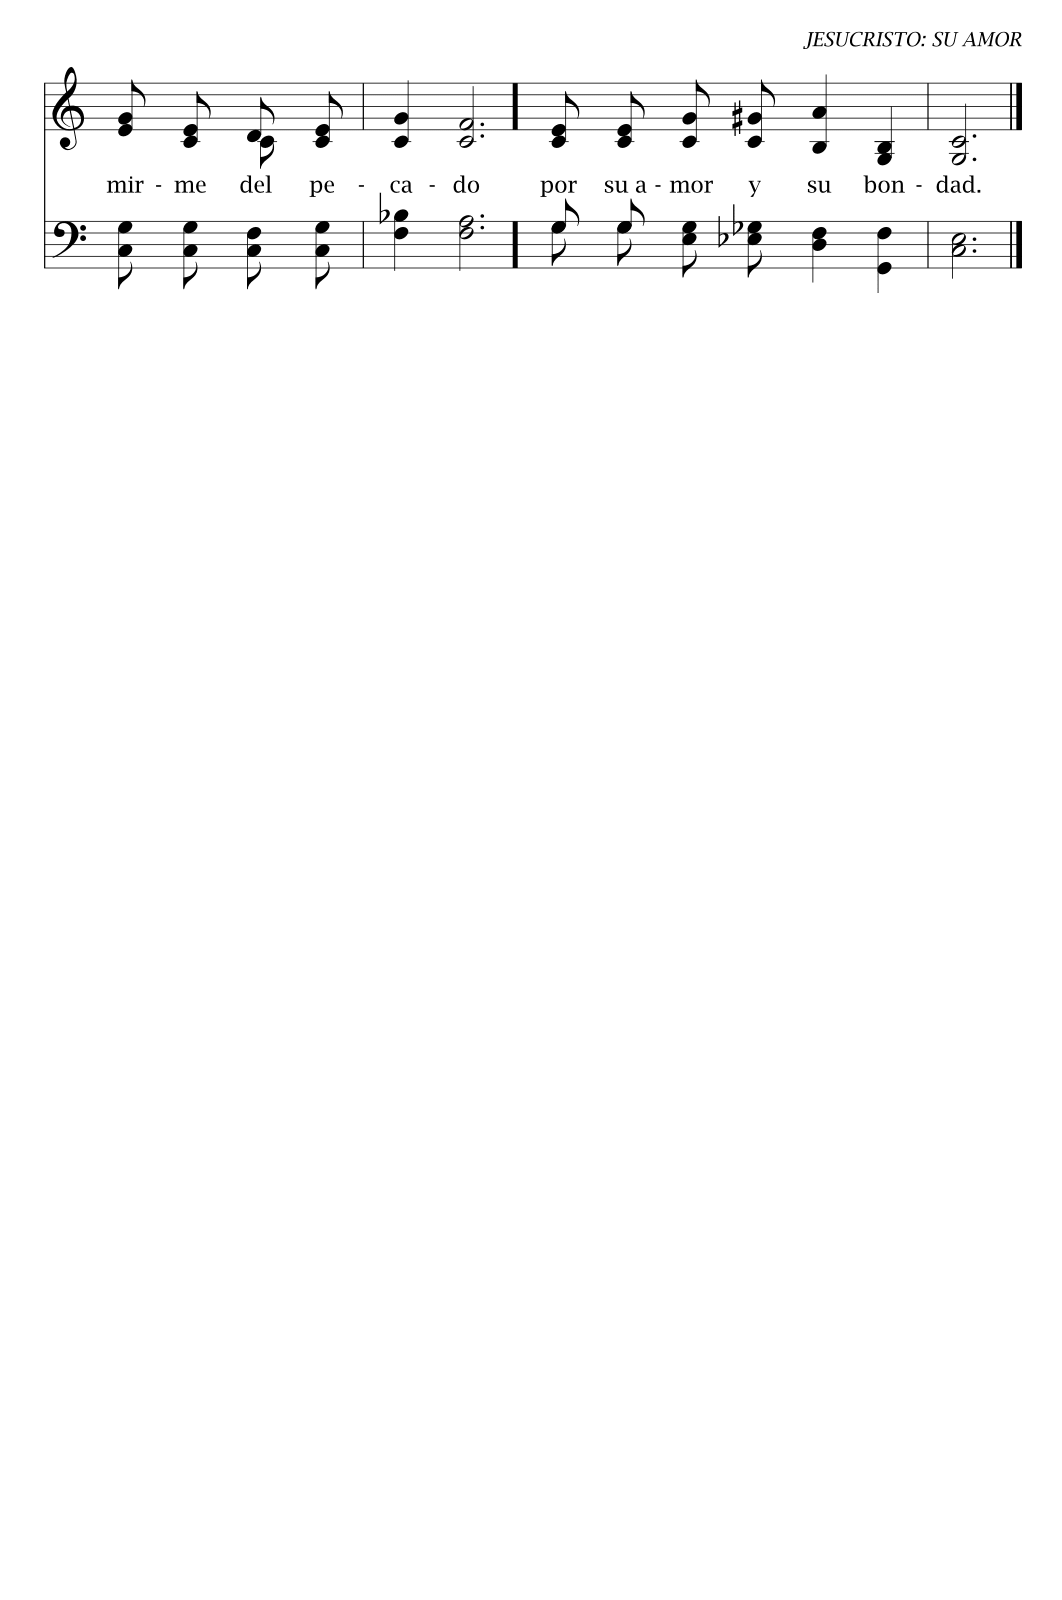 JESUCRISTO: SU AMOR
mir - me del pe - ca - do por su a - mor y su bon - dad.